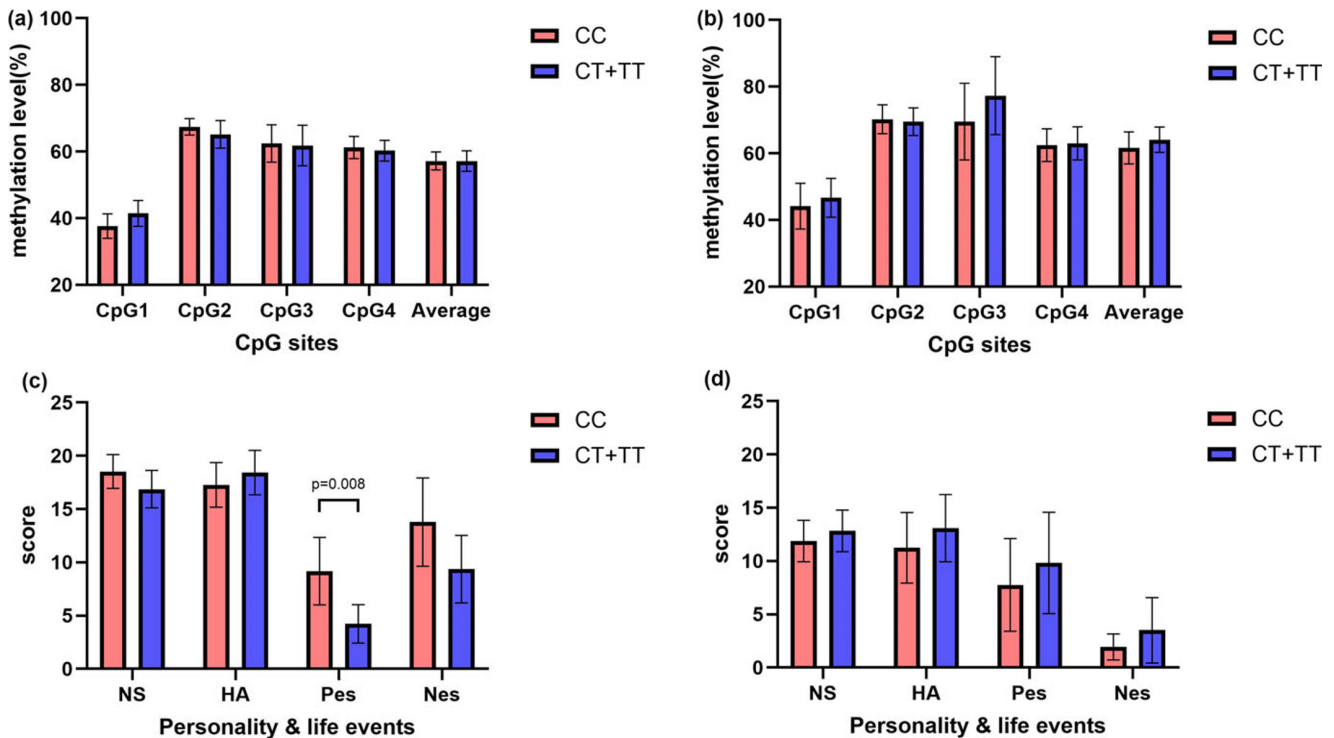 (a)
methylation level(%)
100
80
60
40
20
CpG1 CpG2 CpG3 CpG4 Average
CpG sites
CC
CT+TT
(b)
methylation level(%)
100
80
60
40
20
CpG1 CpG2 CpG3 CpG4 Average
CpG sites
CC
CT+TT
(c)
score
25
20
15
10
5
0
p=0.008
NS HA Pes Nes
Personality & life events
CC
CT+TT
(d)
score
25
20
15
10
5
0
NS HA Pes Nes
Personality & life events
CC
CT+TT